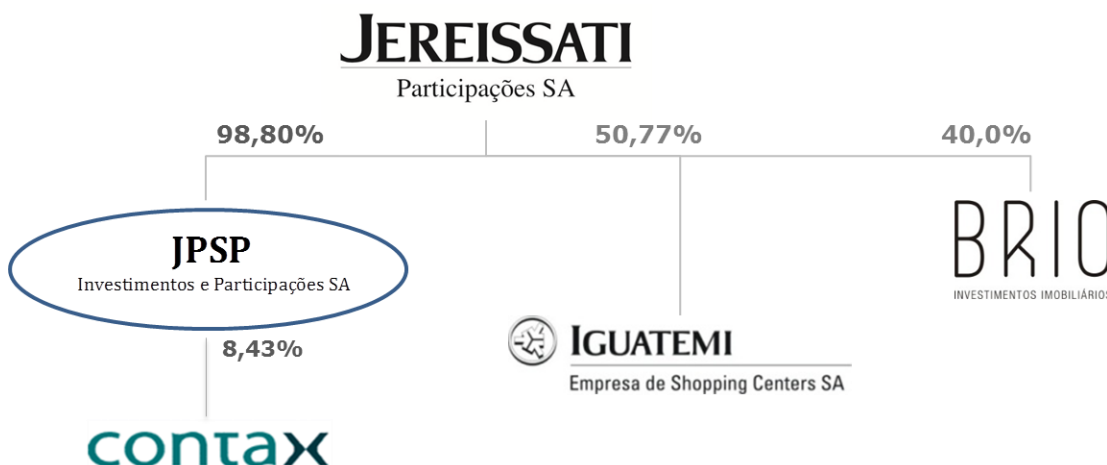 JEREISSATI
Participações SA
98,80%
50,77%
40,0%
JPSP
Investimentos e Participações SA
BRIO
INVESTIMENTOS IMOBILIÁRIOS
8,43%
IGUATEMI
Empresa de Shopping Centers SA
contax